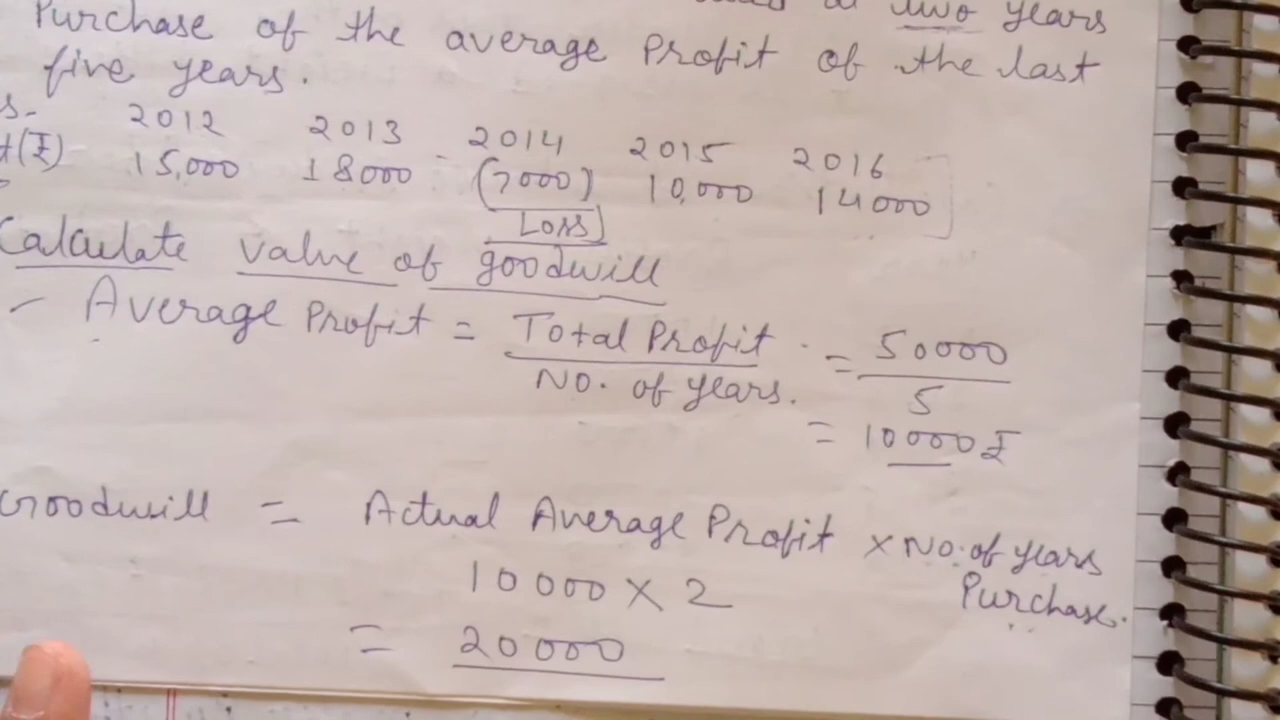 two years
Purchase of the average Profit of the last
five years.
2012 2013 2014 2015 2016
(₹) 15,000 18000 (7000) 10,000 14000
Loss
Calculate value of goodwill
- Average Profit = Total Profit / No. of years. = 50000 / 5
= 10000 ₹
Goodwill = Actual Average Profit × No. of years Purchase.
10000 × 2
= 20000